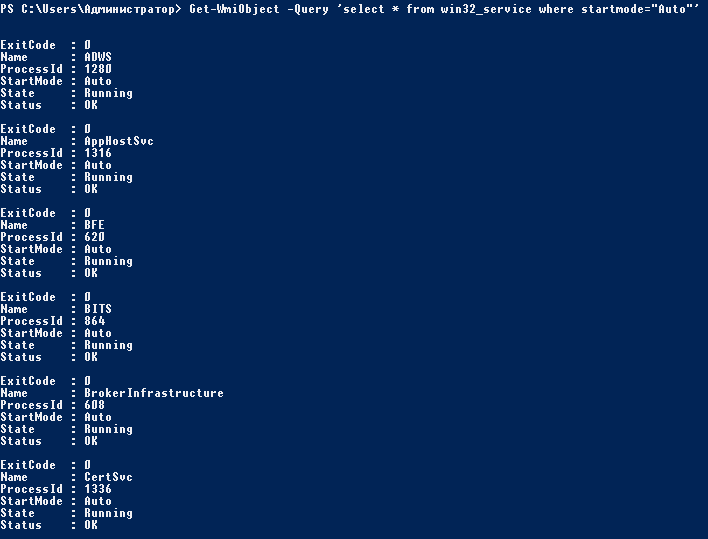 PS C:\Users\Администратор> Get-WmiObject -Query 'select * from win32_service where startmode="Auto"'
ExitCode  : 0
Name      : ADWS
ProcessId : 1280
StartMode : Auto
State     : Running
Status    : OK
ExitCode  : 0
Name      : AppHostSvc
ProcessId : 1316
StartMode : Auto
State     : Running
Status    : OK
ExitCode  : 0
Name      : BFE
ProcessId : 620
StartMode : Auto
State     : Running
Status    : OK
ExitCode  : 0
Name      : BITS
ProcessId : 864
StartMode : Auto
State     : Running
Status    : OK
ExitCode  : 0
Name      : BrokerInfrastructure
ProcessId : 608
StartMode : Auto
State     : Running
Status    : OK
ExitCode  : 0
Name      : CertSvc
ProcessId : 1336
StartMode : Auto
State     : Running
Status    : OK